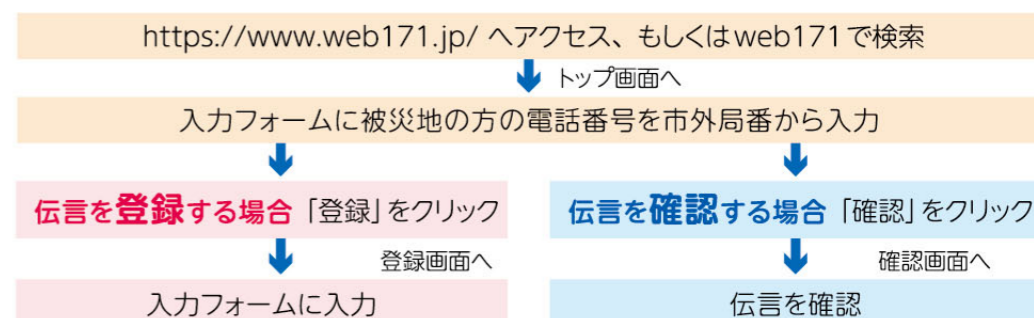 https://www.web171.jp/ へアクセス、もしくはweb171で検索
トップ画面へ
入力フォームに被災地の方の電話番号を市外局番から入力
伝言を登録する場合「登録」をクリック
登録画面へ
入力フォームに入力
伝言を確認する場合「確認」をクリック
確認画面へ
伝言を確認